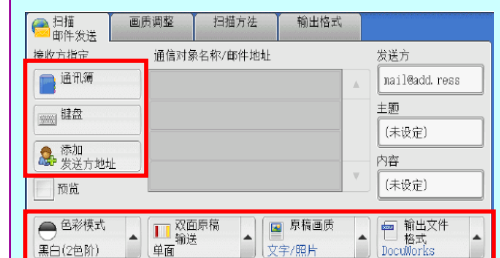 扫描
邮件发送
画质调整
扫描方法
输出格式
接收方指定
通信对象名称/邮件地址
发送方
通讯簿
mail@add.ress
键盘
主题
(未设定)
添加
发送方地址
内容
预览
(未设定)
色彩模式
黑白(2色阶)
双面原稿
输送
单面
原稿画质
文字/照片
输出文件
格式
DocuWorks